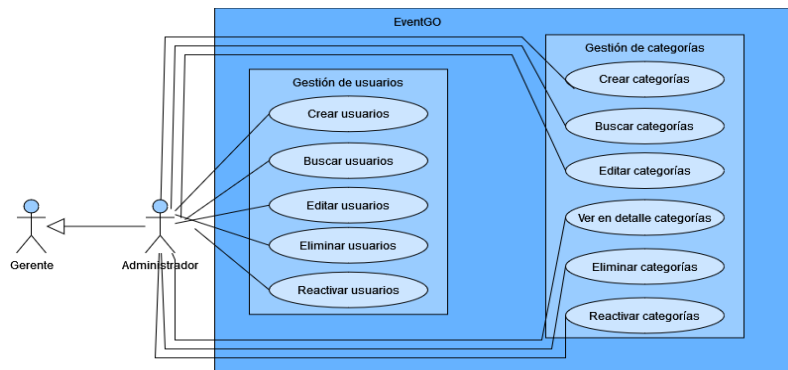 EventGO
Gestión de usuarios
Crear usuarios
Buscar usuarios
Editar usuarios
Eliminar usuarios
Reactivar usuarios
Gestión de categorías
Crear categorías
Buscar categorías
Editar categorías
Ver en detalle categorías
Eliminar categorías
Reactivar categorías
Gerente
Administrador